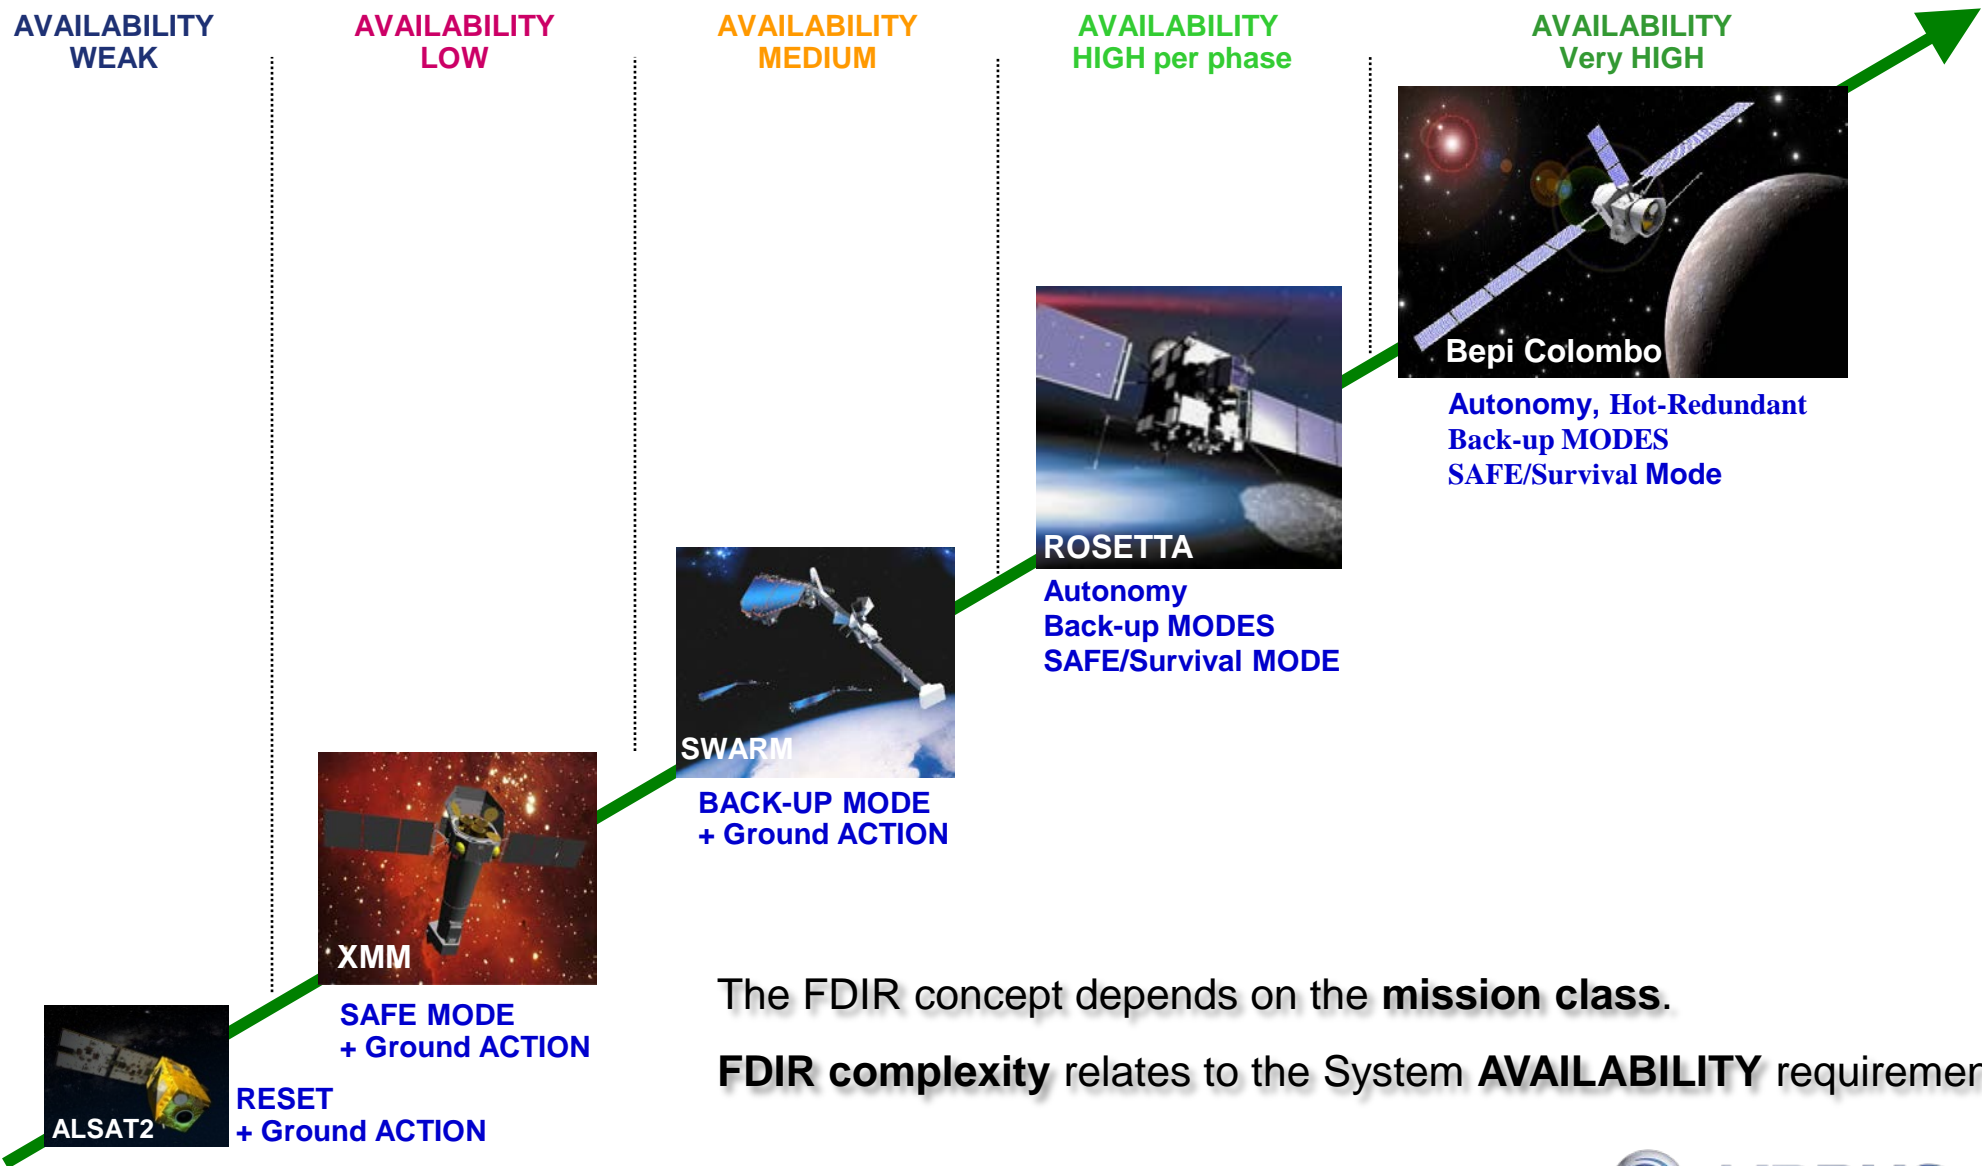 AVAILABILITY
WEAK
AVAILABILITY
LOW
AVAILABILITY
MEDIUM
AVAILABILITY
HIGH per phase
AVAILABILITY
Very HIGH
Bepi Colombo
Autonomy, Hot-Redundant
Back-up MODES
SAFE/Survival Mode
ROSETTA
Autonomy
Back-up MODES
SAFE/Survival MODE
SWARM
BACK-UP MODE
+ Ground ACTION
XMM
SAFE MODE
+ Ground ACTION
ALSAT2
RESET
+ Ground ACTION
The FDIR concept depends on the mission class.
FDIR complexity relates to the System AVAILABILITY